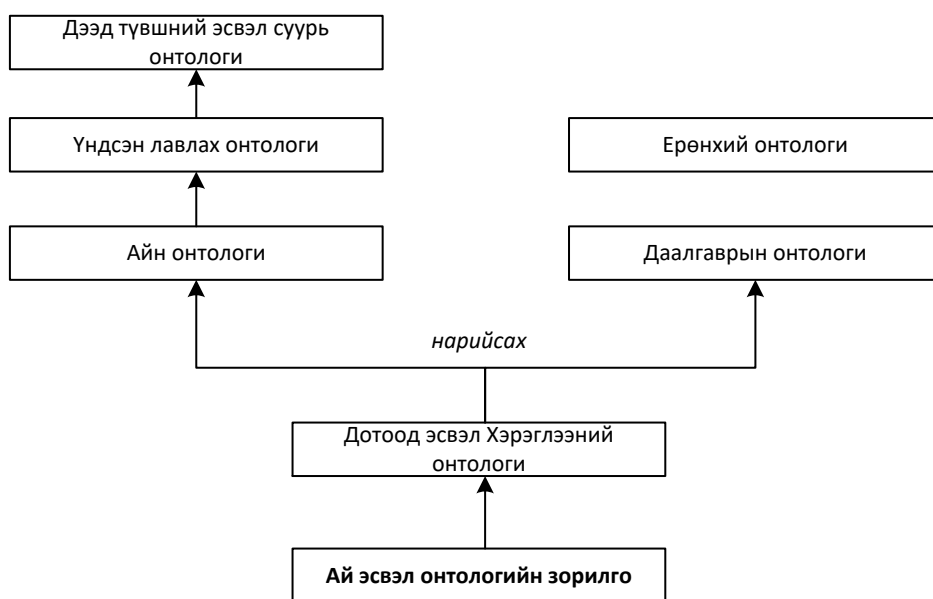 Дээд түвшний эсвэл суурь
онтологи
Үндсэн лавлах онтологи
Ерөнхий онтологи
Айн онтологи
Даалгаврын онтологи
нарийсах
Дотоод эсвэл Хэрэглээний
онтологи
Ай эсвэл онтологийн зорилго